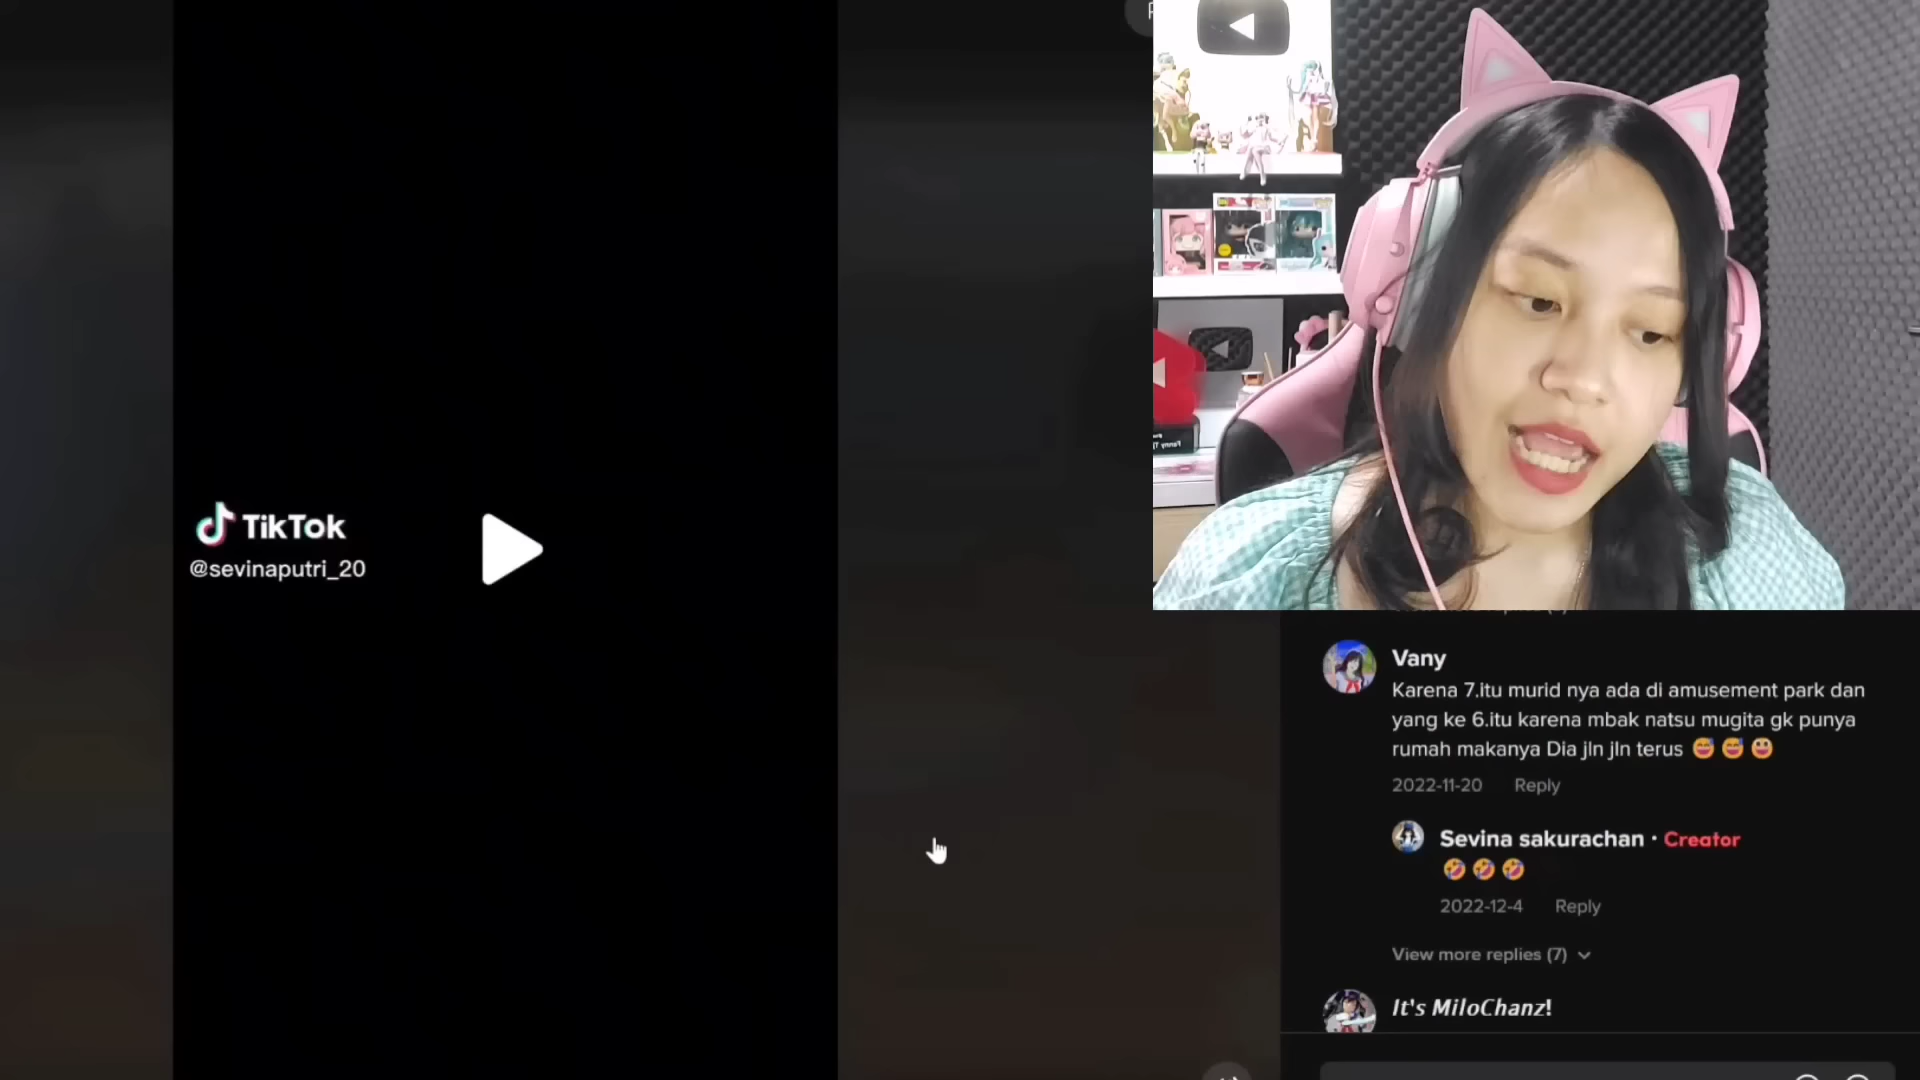 TikTok
@sevinaputri_20
Vany
Karena 7.itu murid nya ada di amusement park dan
yang ke 6.itu karena mbak natsu mugita gk punya
rumah makanya Dia jln jln terus 😅 😅 😃
2022-11-20 Reply
Sevina sakurachan · Creator
🤣 🤣 🤣
2022-12-4 Reply
View more replies (7)
It's MiloChanz!